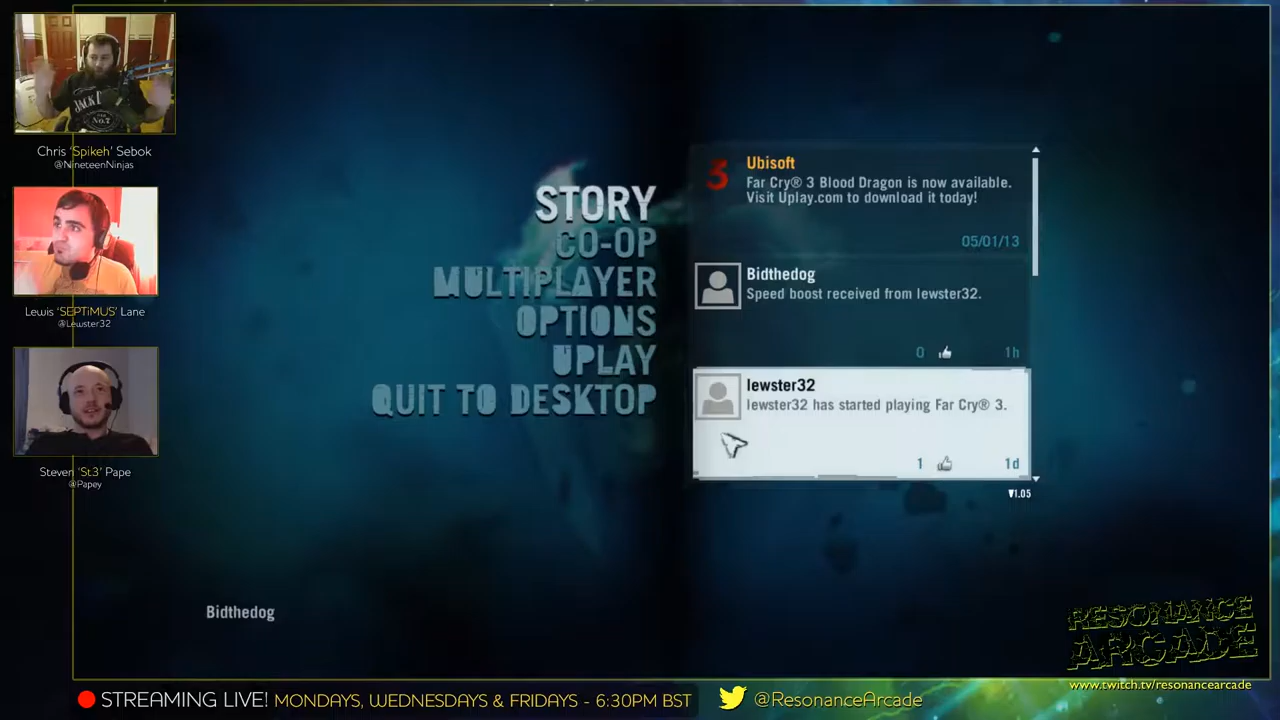 Chris 'Spikeh' Sebok
@NineteenNinjas
Lewis 'SEPTiMUS' Lane
@Lewster32
Steven 'St3' Pape
@Papey
STORY
CO-OP
MULTIPLAYER
OPTIONS
UPLAY
QUIT TO DESKTOP
3
Ubisoft
Far Cry® 3 Blood Dragon is now available.
Visit Uplay.com to download it today!
05/01/13
Bidthedog
Speed boost received from lewster32.
0 1h
lewster32
lewster32 has started playing Far Cry® 3.
1 1d
V1.05
Bidthedog
JACK
No.7
RESONANCE
ARCADE
www.twitch.tv/resonancearcade
STREAMING LIVE! MONDAYS, WEDNESDAYS & FRIDAYS - 6:30PM BST @ResonanceArcade